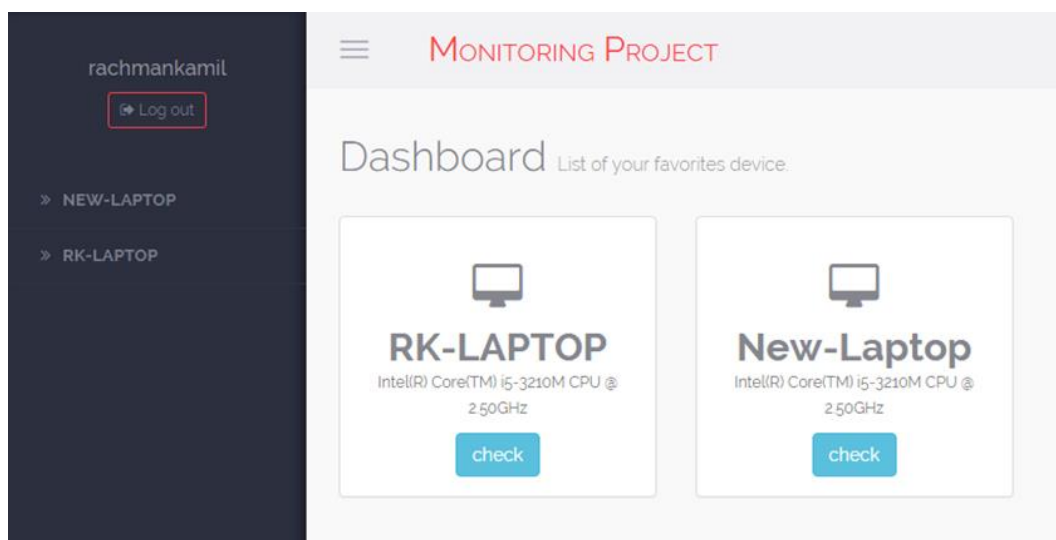 rachmankamil
Log out
» NEW-LAPTOP
» RK-LAPTOP
MONITORING PROJECT
Dashboard List of your favorites device.
RK-LAPTOP
Intel(R) Core(TM) i5-3210M CPU @
2.50GHz
check
New-Laptop
Intel(R) Core(TM) i5-3210M CPU @
2.50GHz
check